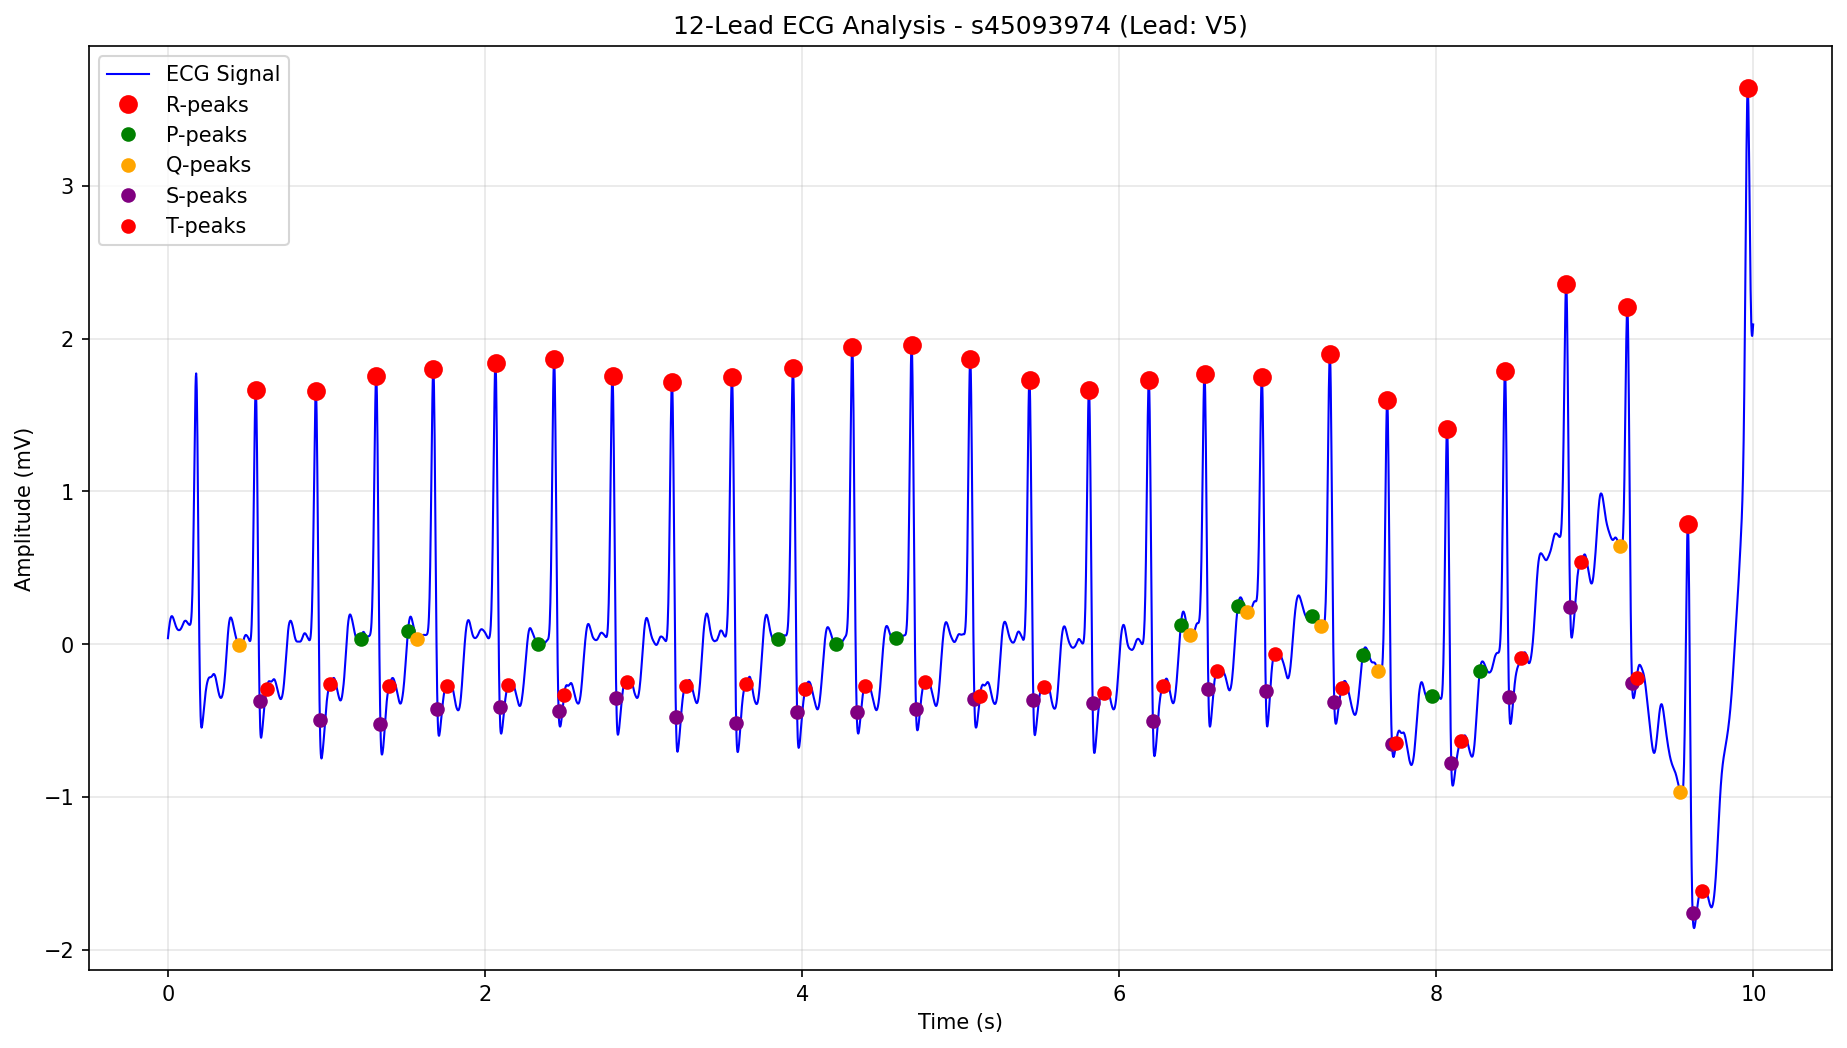 12-Lead ECG Analysis - s45093974 (Lead: V5)
ECG Signal
R-peaks
P-peaks
Q-peaks
S-peaks
T-peaks
Amplitude (mV)
3
2
1
0
−1
−2
0 2 4 6 8 10
Time (s)